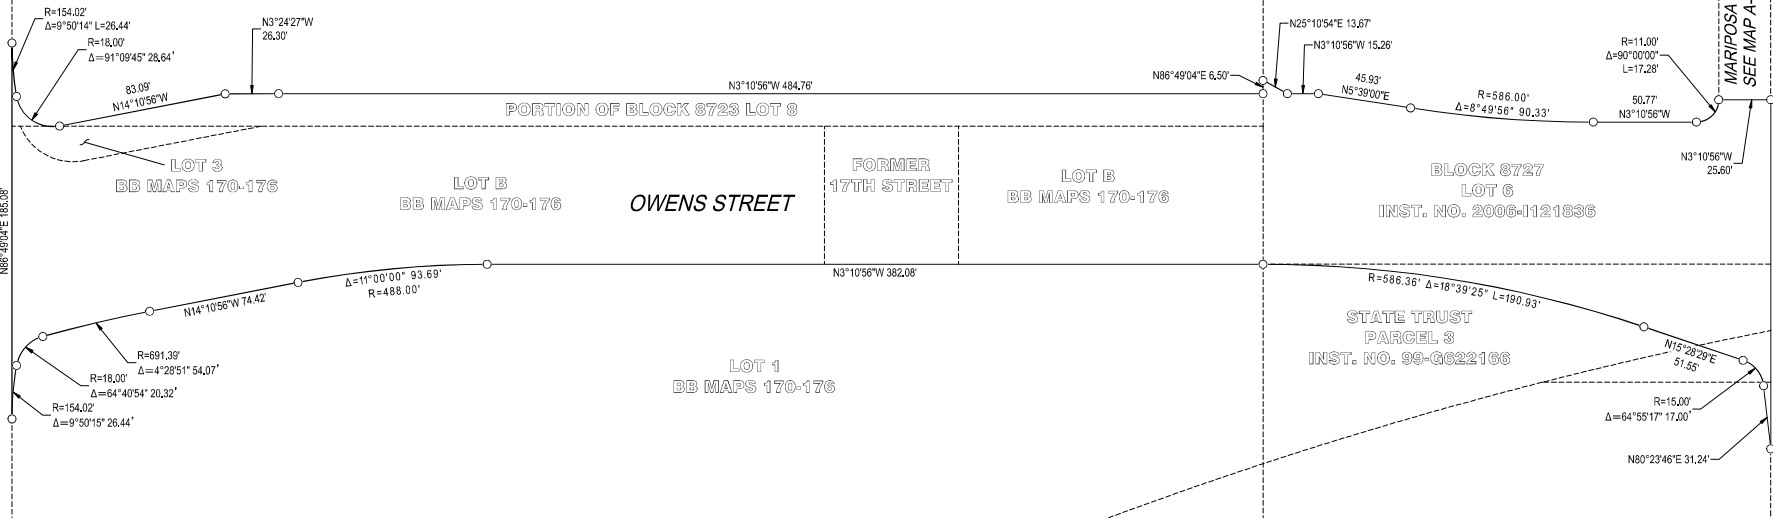 R=154.02'
Δ=9°50'14" L=26.44'
R=18.00'
Δ=91°09'45" 28.64'
N3°24'27"W
26.30'
83.09'
N14°10'56"W
N3°10'56"W 484.76'
PORTION OF BLOCK 8723 LOT 8
N86°49'04"E 6.50'
N25°10'54"E 13.67'
N3°10'56"W 15.26'
45.93'
N5°39'00"E
R=586.00'
Δ=8°49'56" 90.33'
50.77'
N3°10'56"W
R=11.00'
Δ=90°00'00"
L=17.28'
MARIPOSA
SEE MAP A-
N3°10'56"W
25.60'
LOT 3
BB MAPS 170-176
LOT B
BB MAPS 170-176
OWENS STREET
FORMER
17TH STREET
LOT B
BB MAPS 170-176
BLOCK 8727
LOT 6
INST. NO. 2006-I121836
N86°49'04"E 185.08'
N14°10'56"W 74.42'
Δ=11°00'00" 93.69'
R=488.00'
N3°10'56"W 382.08'
R=586.36' Δ=18°39'25" L=190.93'
STATE TRUST
PARCEL 3
INST. NO. 99-G622166
N15°28'29"E
51.55'
R=691.39'
Δ=4°28'51" 54.07'
R=18.00'
Δ=64°40'54" 20.32'
R=154.02'
Δ=9°50'15" 26.44'
LOT 1
BB MAPS 170-176
R=15.00'
Δ=64°55'17" 17.00'
N80°23'46"E 31.24'